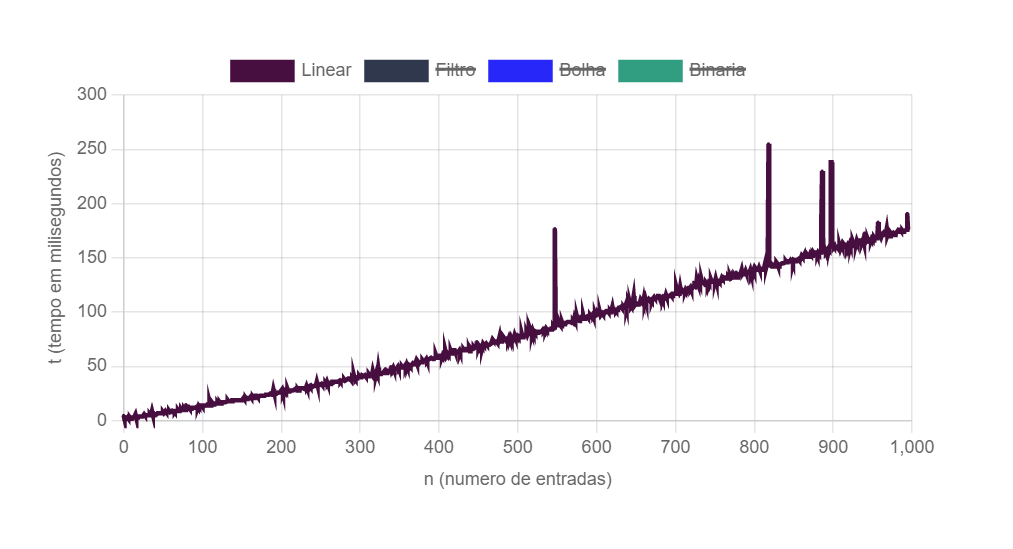 Linear Filtro Bolha Binaria
300
250
200
150
100
50
0
t (tempo em milisegundos)
0 100 200 300 400 500 600 700 800 900 1,000
n (numero de entradas)